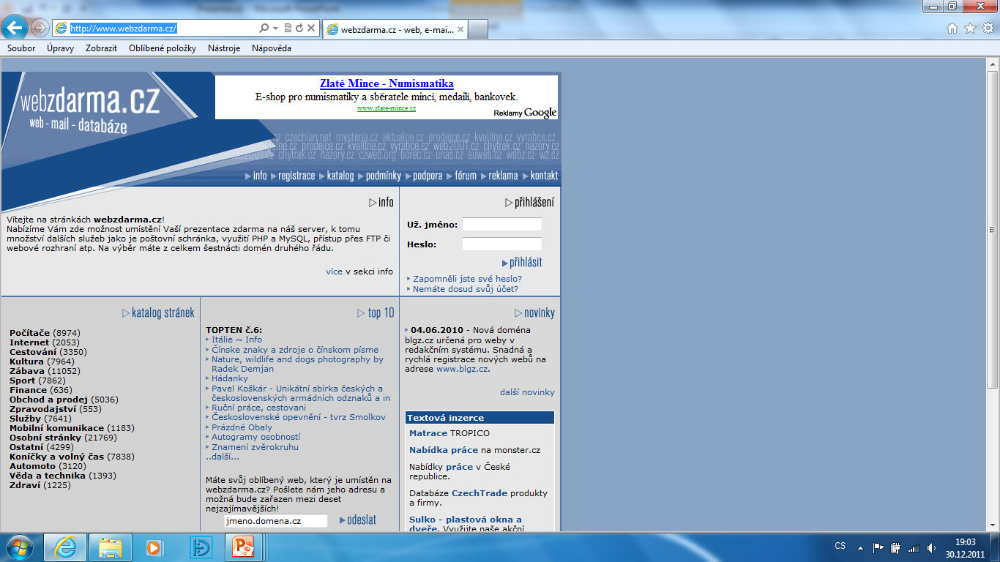 http://www.webzdarma.cz/
webzdarma.cz - web, e-mai...
Soubor Úpravy Zobrazit Oblíbené položky Nástroje Nápověda
webzdarma.cz
web - mail - databáze
Zlaté Mince - Numismatika
E-shop pro numismatiky a sběratele mincí, medailí, bankovek.
www.zlate-mince.cz
Reklamy Google
czechian.net mysteria.cz aktualne.cz prodejce.cz kvalitne.cz vyrobce.cz
prodejce.cz kvalitne.cz vyrobce.cz web2001.cz chytrak.cz nazory.cz
chytrak.cz nazory.cz czweb.org borec.cz unas.cz euweb.cz webz.cz w2.cz
info registrace katalog podmínky podpora fórum reklama kontakt
info
Vítejte na stránkách webzdarma.cz!
Nabízíme Vám zde možnost umístění Vaší prezentace zdarma na náš server, k tomu
množství dalších služeb jako je poštovní schránka, využití PHP a MySQL, přístup přes FTP či
webové rozhraní atp. Na výběr máte z celkem šestnácti domén druhého řádu.
více v sekci info
přihlášení
Už. jméno:
Heslo:
přihlásit
Zapomněli jste své heslo?
Nemáte dosud svůj účet?
katalog stránek
Počítače (8974)
Internet (2053)
Cestování (3350)
Kultura (7964)
Zábava (11052)
Sport (7862)
Finance (636)
Obchod a prodej (5036)
Zpravodajství (553)
Služby (7641)
Mobilní komunikace (1183)
Osobní stránky (21769)
Ostatní (4299)
Koníčky a volný čas (7838)
Automoto (3120)
Věda a technika (1393)
Zdraví (1225)
top 10
TOPTEN č.6:
Itálie ~ Info
Čínske znaky a zdroje o čínskom písme
Nature, wildlife and dogs photography by
Radek Demjan
Hádanky
Pavel Koškár - Unikátní sbírka českých a
československých armádních odznaků a in
Ruční práce, cestovani
Československé opevnění - tvrz Smolkov
Prázdné Obaly
Autogramy osobností
Znamení zvěrokruhu
..další...
Máte svůj oblíbený web, který je umístěn na
webzdarma.cz? Pošlete nám jeho adresu a
možná bude zařazen mezi deset
nejzajímavějších!
jmeno.domena.cz odeslat
novinky
04.06.2010 - Nová doména
blgz.cz určená pro weby v
redakčním systému. Snadná a
rychlá registrace nových webů na
adrese www.blgz.cz.
další novinky
Textová inzerce
Matrace TROPICO
Nabídka práce na monster.cz
Nabídky práce v České
republice.
Databáze CzechTrade produkty
a firmy.
Sulko - plastová okna a
dveře. Využijte naše akční
CS
19:03
30.12.2011